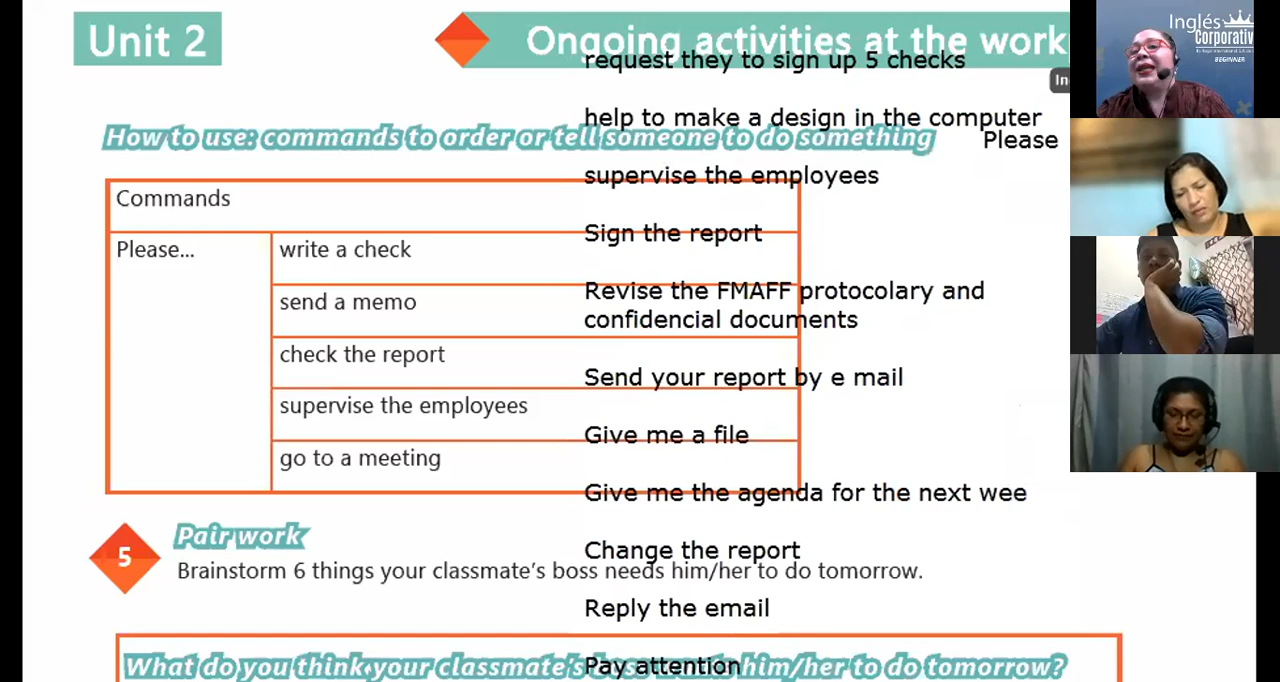 Unit 2
Ongoing activities at the work
Inglés
Corporativ
BEGINNER
In
request they to sign up 5 checks
help to make a design in the computer
How to use: commands to order or tell someone to do something
Please
supervise the employees
Commands
Sign the report
Please...
write a check
Revise the FMAFF protocolary and
confidencial documents
send a memo
check the report
Send your report by e mail
supervise the employees
Give me a file
go to a meeting
Give me the agenda for the next wee
Change the report
Pair work
5
Brainstorm 6 things your classmate's boss needs him/her to do tomorrow.
Reply the email
What do you think your classmate's him/her to do tomorrow?
Pay attention